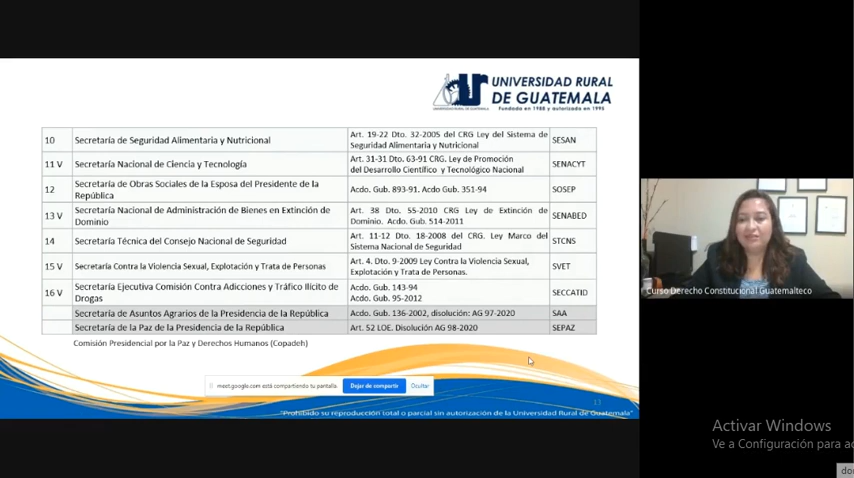 UNIVERSIDAD RURAL
DE GUATEMALA
Fundada en 1988 y autorizada en 1995
10 Secretaría de Seguridad Alimentaria y Nutricional Art. 19-22 Dto. 32-2005 del CRG Ley del Sistema de Seguridad Alimentaria y Nutricional SESAN
11 V Secretaría Nacional de Ciencia y Tecnología Art. 31-31 Dto. 63-91 CRG. Ley de Promoción del Desarrollo Científico y Tecnológico Nacional SENACYT
12 Secretaría de Obras Sociales de la Esposa del Presidente de la República Acdo. Gub. 893-91. Acdo Gub. 351-94 SOSEP
13 V Secretaría Nacional de Administración de Bienes en Extinción de Dominio Art. 38 Dto. 55-2010 CRG Ley de Extinción de Dominio. Acdo. Gub. 514-2011 SENABED
14 Secretaría Técnica del Consejo Nacional de Seguridad Art. 11-12 Dto. 18-2008 del CRG. Ley Marco del Sistema Nacional de Seguridad STCNS
15 V Secretaría Contra la Violencia Sexual, Explotación y Trata de Personas Art. 4. Dto. 9-2009 Ley Contra la Violencia Sexual, Explotación y Trata de Personas. SVET
16 V Secretaría Ejecutiva Comisión Contra Adicciones y Tráfico Ilícito de Drogas Acdo. Gub. 143-94 Acdo. Gub. 95-2012 SECCATID
Secretaría de Asuntos Agrarios de la Presidencia de la República Acdo. Gub. 136-2002, disolución: AG 97-2020 SAA
Secretaría de la Paz de la Presidencia de la República Art. 52 LOE. Disolución AG 98-2020 SEPAZ
Comisión Presidencial por la Paz y Derechos Humanos (Copadeh)
meet.google.com está compartiendo tu pantalla. Dejar de compartir Ocultar
13
"Prohibido su reproducción total o parcial sin autorización de la Universidad Rural de Guatemala"
Curso Derecho Constitucional Guatemalteco
Activar Windows
Ve a Configuración para